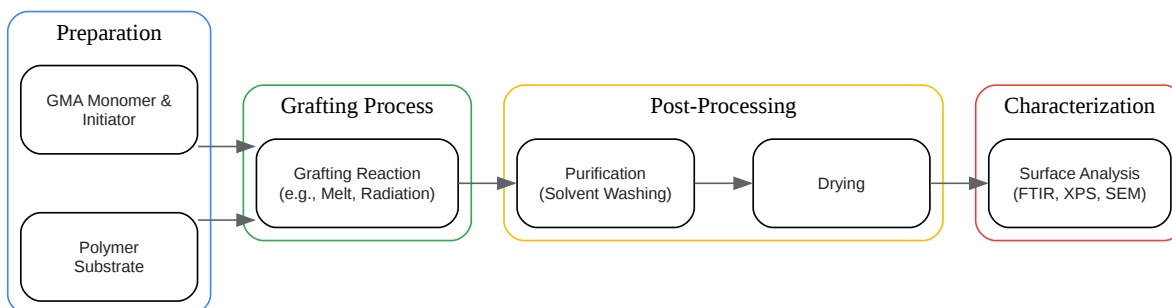 Preparation
GMA Monomer &
Initiator
Polymer
Substrate
Grafting Process
Grafting Reaction
(e.g., Melt, Radiation)
Post-Processing
Purification
(Solvent Washing)
Drying
Characterization
Surface Analysis
(FTIR, XPS, SEM)